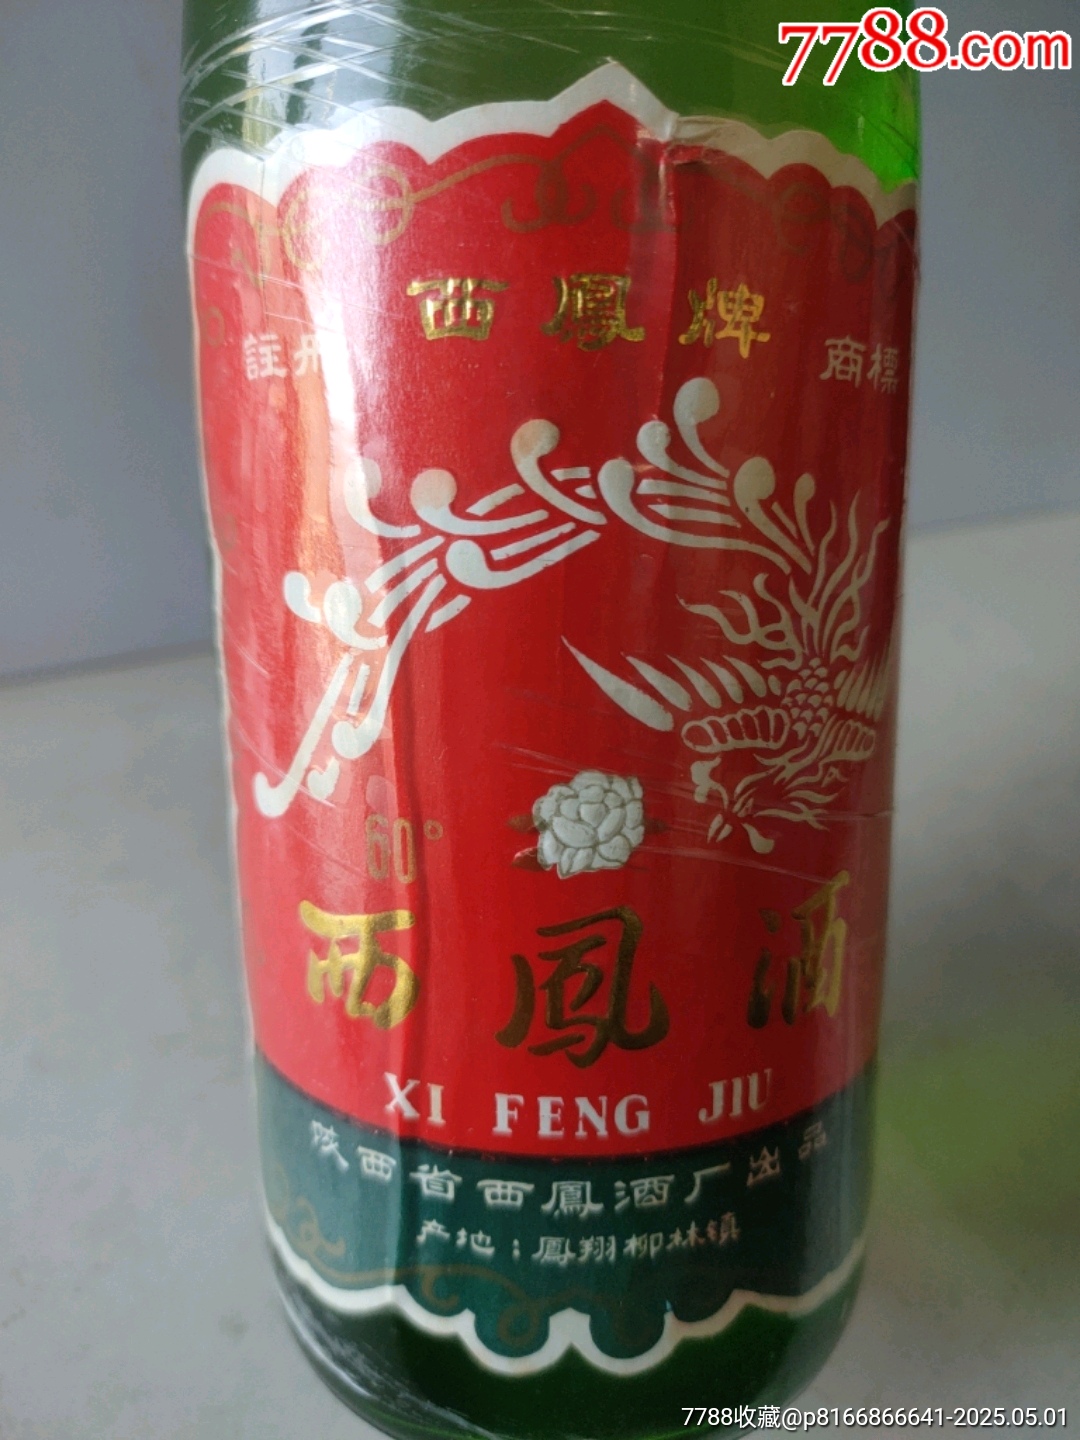 7788.com
西鳳牌
註册 商標
60°
西鳳酒
XI FENG JIU
陕西省西鳳酒厂出品
产地：鳳翔柳林镇
7788收藏@p8166866641-2025.05.01